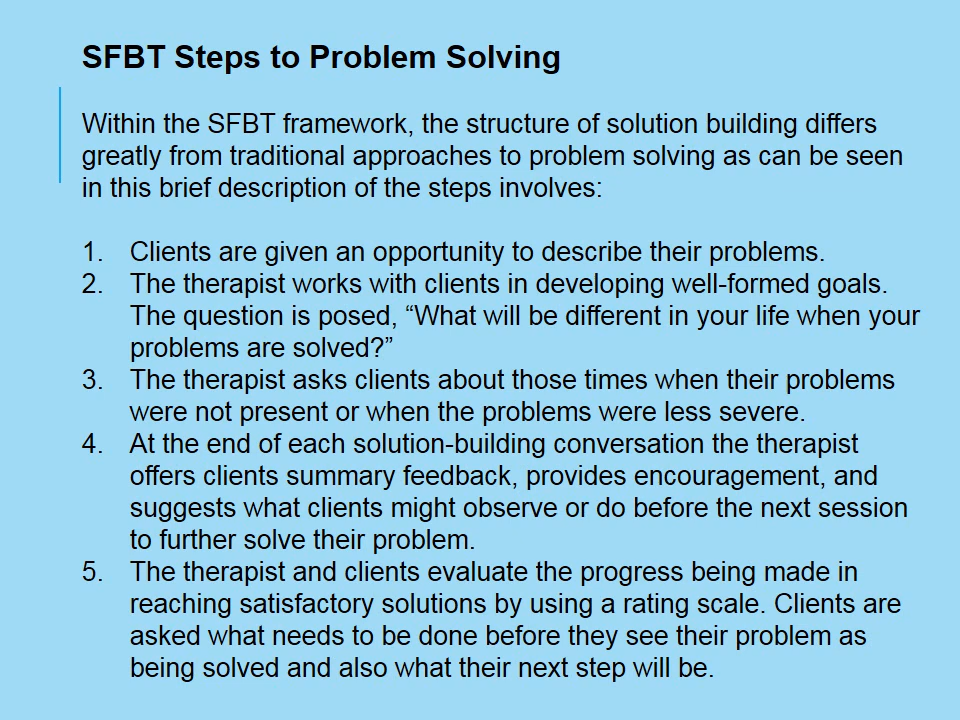 SFBT Steps to Problem Solving
Within the SFBT framework, the structure of solution building differs
greatly from traditional approaches to problem solving as can be seen
in this brief description of the steps involves:
1. Clients are given an opportunity to describe their problems.
2. The therapist works with clients in developing well-formed goals.
The question is posed, “What will be different in your life when your
problems are solved?”
3. The therapist asks clients about those times when their problems
were not present or when the problems were less severe.
4. At the end of each solution-building conversation the therapist
offers clients summary feedback, provides encouragement, and
suggests what clients might observe or do before the next session
to further solve their problem.
5. The therapist and clients evaluate the progress being made in
reaching satisfactory solutions by using a rating scale. Clients are
asked what needs to be done before they see their problem as
being solved and also what their next step will be.